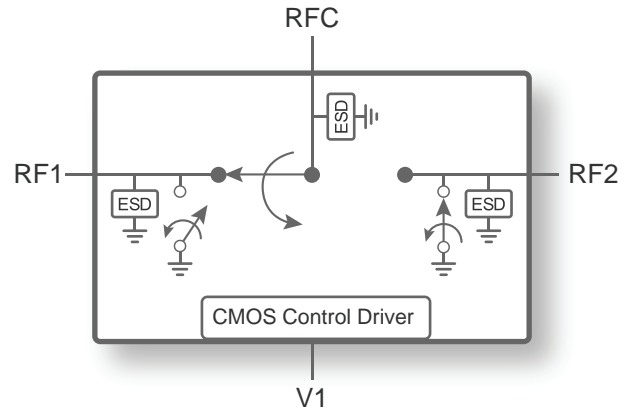 RFC
ESD
RF1
RF2
ESD
ESD
CMOS Control Driver
V1